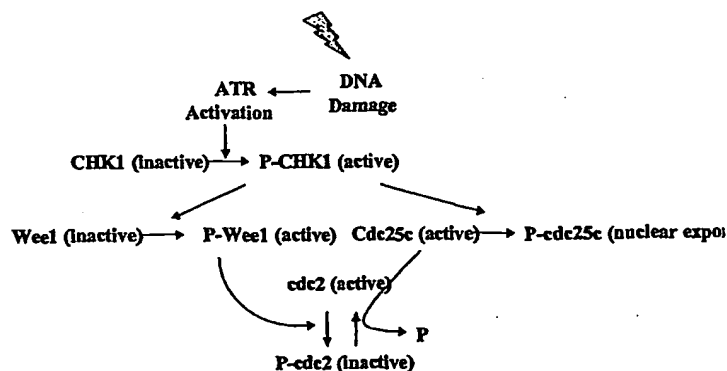 DNA
Damage
ATR
Activation
CHK1 (inactive)
P-CHK1 (active)
Wee1 (inactive)
P-Wee1 (active)
Cdc25c (active)
P-cdc25c (nuclear expo
cdc2 (active)
P
P-cdc2 (inactive)